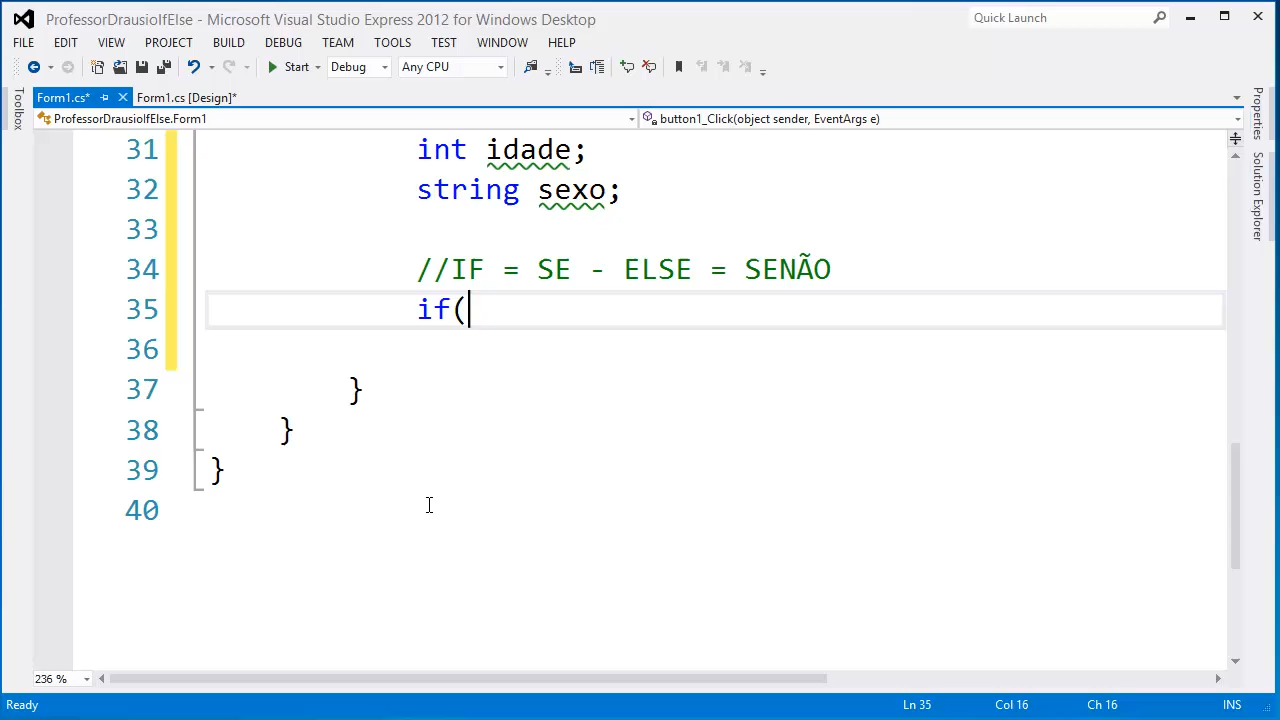 ProfessorDrausioIfElse - Microsoft Visual Studio Express 2012 for Windows Desktop
Quick Launch
FILE EDIT VIEW PROJECT BUILD DEBUG TEAM TOOLS TEST WINDOW HELP
Start Debug Any CPU
Form1.cs* Form1.cs [Design]*
ProfessorDrausioIfElse.Form1 button1_Click(object sender, EventArgs e)
Toolbox
Properties
Solution Explorer
31 int idade;
32 string sexo;
33
34 //IF = SE - ELSE = SENÃO
35 if(
36
37 }
38 }
39 }
40
236 %
Ready Ln 35 Col 16 Ch 16 INS